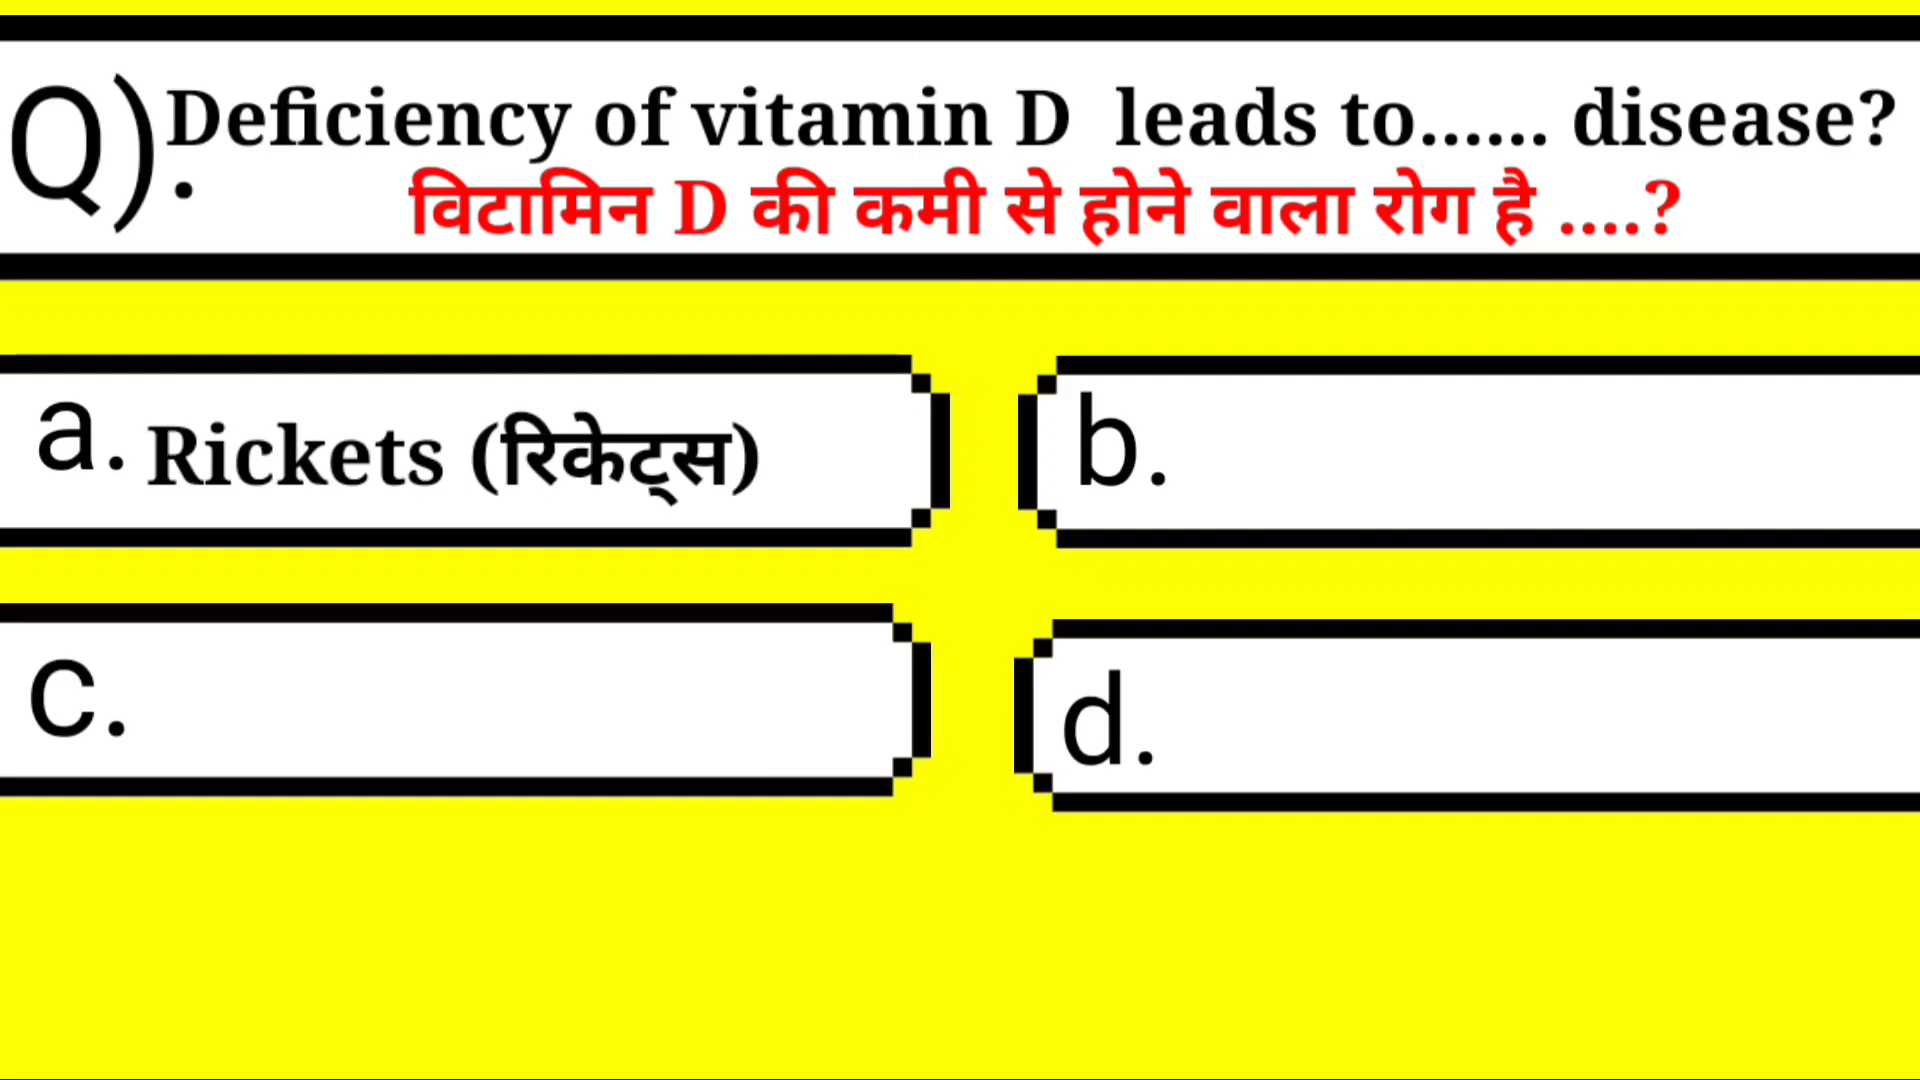 Q). Deficiency of vitamin D leads to...... disease?
विटामिन D की कमी से होने वाला रोग है ....?
a. Rickets (रिकेट्स)
b.
c.
d.